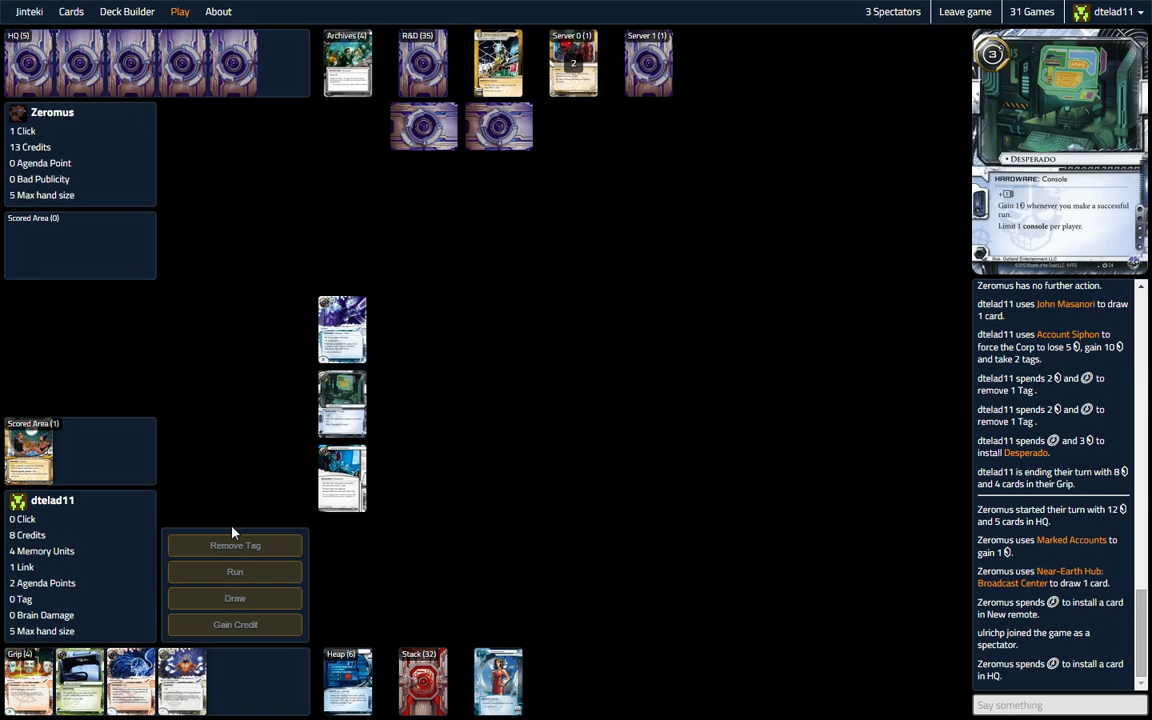 Jinteki Cards Deck Builder Play About 3 Spectators Leave game 31 Games dtelad11
HQ (5) Archives (4) R&D (35) Server 0 (1) Server 1 (1)
2
Zeromus
1 Click
13 Credits
0 Agenda Point
0 Bad Publicity
5 Max hand size
Scored Area (0)
Scored Area (1)
dtelad11
0 Click
8 Credits
4 Memory Units
1 Link
2 Agenda Points
0 Tag
0 Brain Damage
5 Max hand size
Remove Tag
Run
Draw
Gain Credit
Grip (4) Heap (6) Stack (32)
3
DESPERADO
HARDWARE: Console
+1
Gain 1 whenever you make a successful
run.
Limit 1 console per player.
Zeromus has no further action.
dtelad11 uses John Masanori to draw
1 card.
dtelad11 uses Account Siphon to
force the Corp to lose 5, gain 10
and take 2 tags.
dtelad11 spends 2 and to
remove 1 Tag .
dtelad11 spends 2 and to
remove 1 Tag .
dtelad11 spends and 3 to
install Desperado.
dtelad11 is ending their turn with 8
and 4 cards in their Grip.
Zeromus started their turn with 12
and 5 cards in HQ.
Zeromus uses Marked Accounts to
gain 1.
Zeromus uses Near-Earth Hub:
Broadcast Center to draw 1 card.
Zeromus spends to install a card
in New remote.
ulrichp joined the game as a
spectator.
Zeromus spends to install a card
in HQ.
Say something